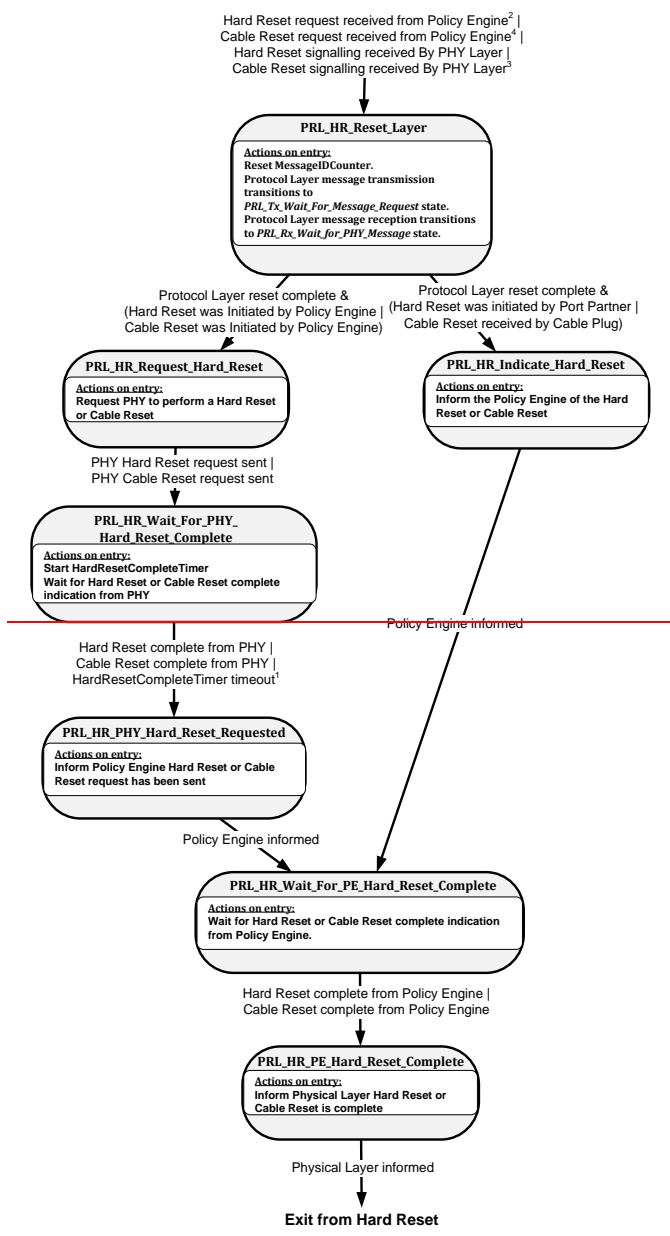 Hard Reset request received from Policy Engine² |
Cable Reset request received from Policy Engine⁴ |
Hard Reset signalling received By PHY Layer |
Cable Reset signalling received By PHY Layer³
PRL_HR_Reset_Layer
Actions on entry:
Reset MessageIDCounter.
Protocol Layer message transmission
transitions to
PRL_Tx_Wait_For_Message_Request state.
Protocol Layer message reception transitions
to PRL_Rx_Wait_for_PHY_Message state.
Protocol Layer reset complete &
(Hard Reset was Initiated by Policy Engine |
Cable Reset was Initiated by Policy Engine)
Protocol Layer reset complete &
(Hard Reset was initiated by Port Partner |
Cable Reset received by Cable Plug)
PRL_HR_Request_Hard_Reset
Actions on entry:
Request PHY to perform a Hard Reset
or Cable Reset
PRL_HR_Indicate_Hard_Reset
Actions on entry:
Inform the Policy Engine of the Hard
Reset or Cable Reset
PHY Hard Reset request sent |
PHY Cable Reset request sent
PRL_HR_Wait_For_PHY_
Hard_Reset_Complete
Actions on entry:
Start HardResetCompleteTimer
Wait for Hard Reset or Cable Reset complete
indication from PHY
Policy Engine informed
Hard Reset complete from PHY |
Cable Reset complete from PHY |
HardResetCompleteTimer timeout¹
PRL_HR_PHY_Hard_Reset_Requested
Actions on entry:
Inform Policy Engine Hard Reset or Cable
Reset request has been sent
Policy Engine informed
PRL_HR_Wait_For_PE_Hard_Reset_Complete
Actions on entry:
Wait for Hard Reset or Cable Reset complete indication
from Policy Engine.
Hard Reset complete from Policy Engine |
Cable Reset complete from Policy Engine
PRL_HR_PE_Hard_Reset_Complete
Actions on entry:
Inform Physical Layer Hard Reset or
Cable Reset is complete
Physical Layer informed
Exit from Hard Reset